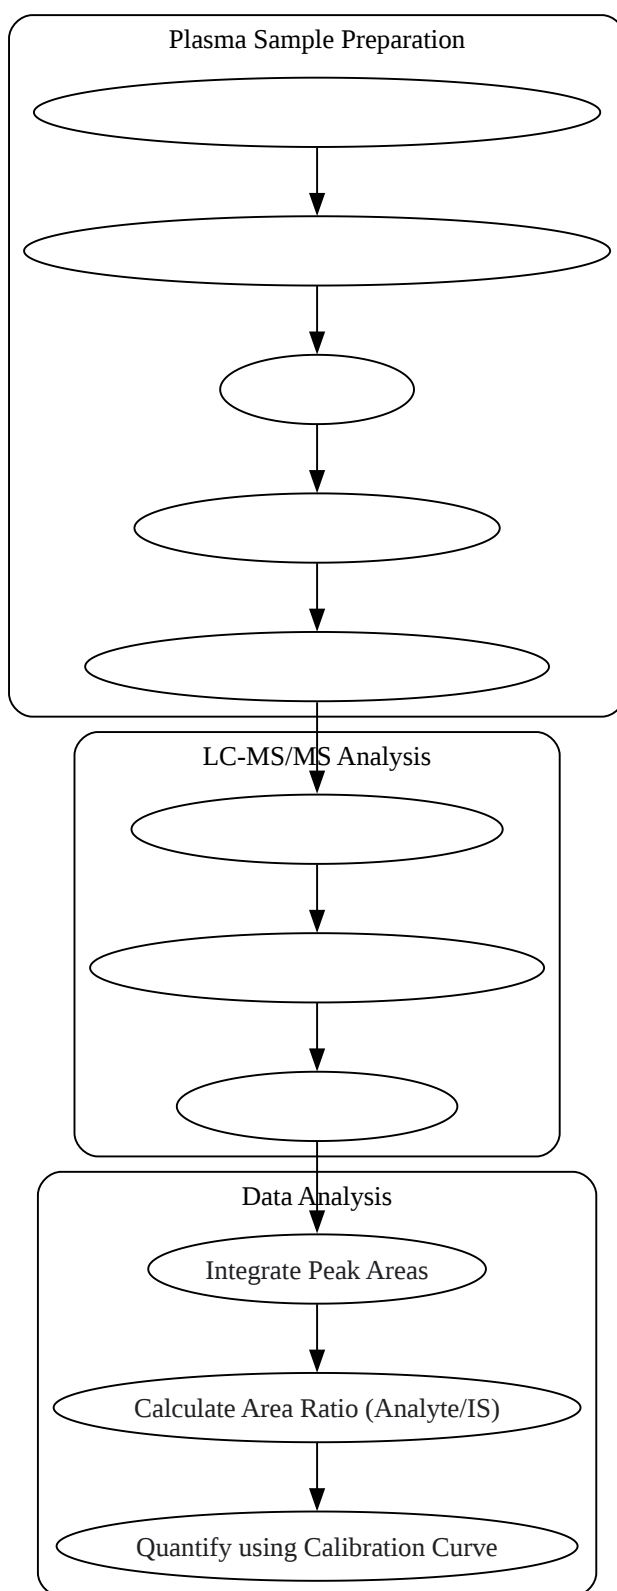 Plasma Sample Preparation
LC-MS/MS Analysis
Data Analysis
Integrate Peak Areas
Calculate Area Ratio (Analyte/IS)
Quantify using Calibration Curve